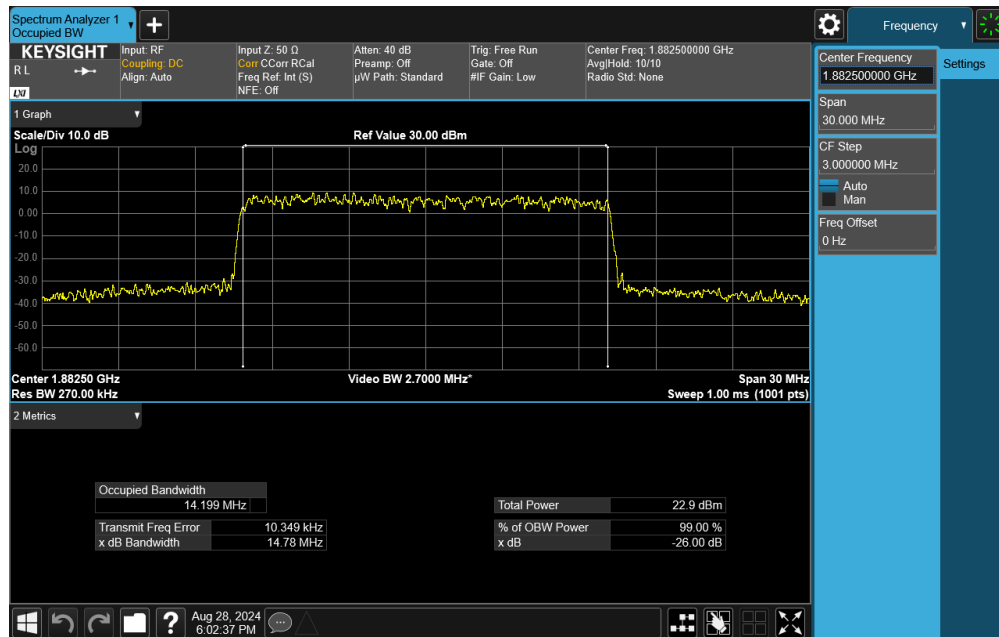 Spectrum Analyzer 1
Occupied BW
Frequency
KEYSIGHT
R L
LXI
Input: RF
Coupling: DC
Align: Auto
Input Z: 50 Ω
Corr CCorr RCal
Freq Ref: Int (S)
NFE: Off
Atten: 40 dB
Preamp: Off
µW Path: Standard
Trig: Free Run
Gate: Off
#IF Gain: Low
Center Freq: 1.882500000 GHz
Avg|Hold: 10/10
Radio Std: None
Center Frequency
1.882500000 GHz
Settings
Span
30.000 MHz
CF Step
3.000000 MHz
Auto
Man
Freq Offset
0 Hz
1 Graph
Scale/Div 10.0 dB
Ref Value 30.00 dBm
Log
20.0
10.0
0.00
-10.0
-20.0
-30.0
-40.0
-50.0
-60.0
Center 1.88250 GHz
Video BW 2.7000 MHz*
Span 30 MHz
Res BW 270.00 kHz
Sweep 1.00 ms (1001 pts)
2 Metrics
Occupied Bandwidth
14.199 MHz
Total Power 22.9 dBm
Transmit Freq Error 10.349 kHz
% of OBW Power 99.00 %
x dB Bandwidth 14.78 MHz
x dB -26.00 dB
Aug 28, 2024
6:02:37 PM